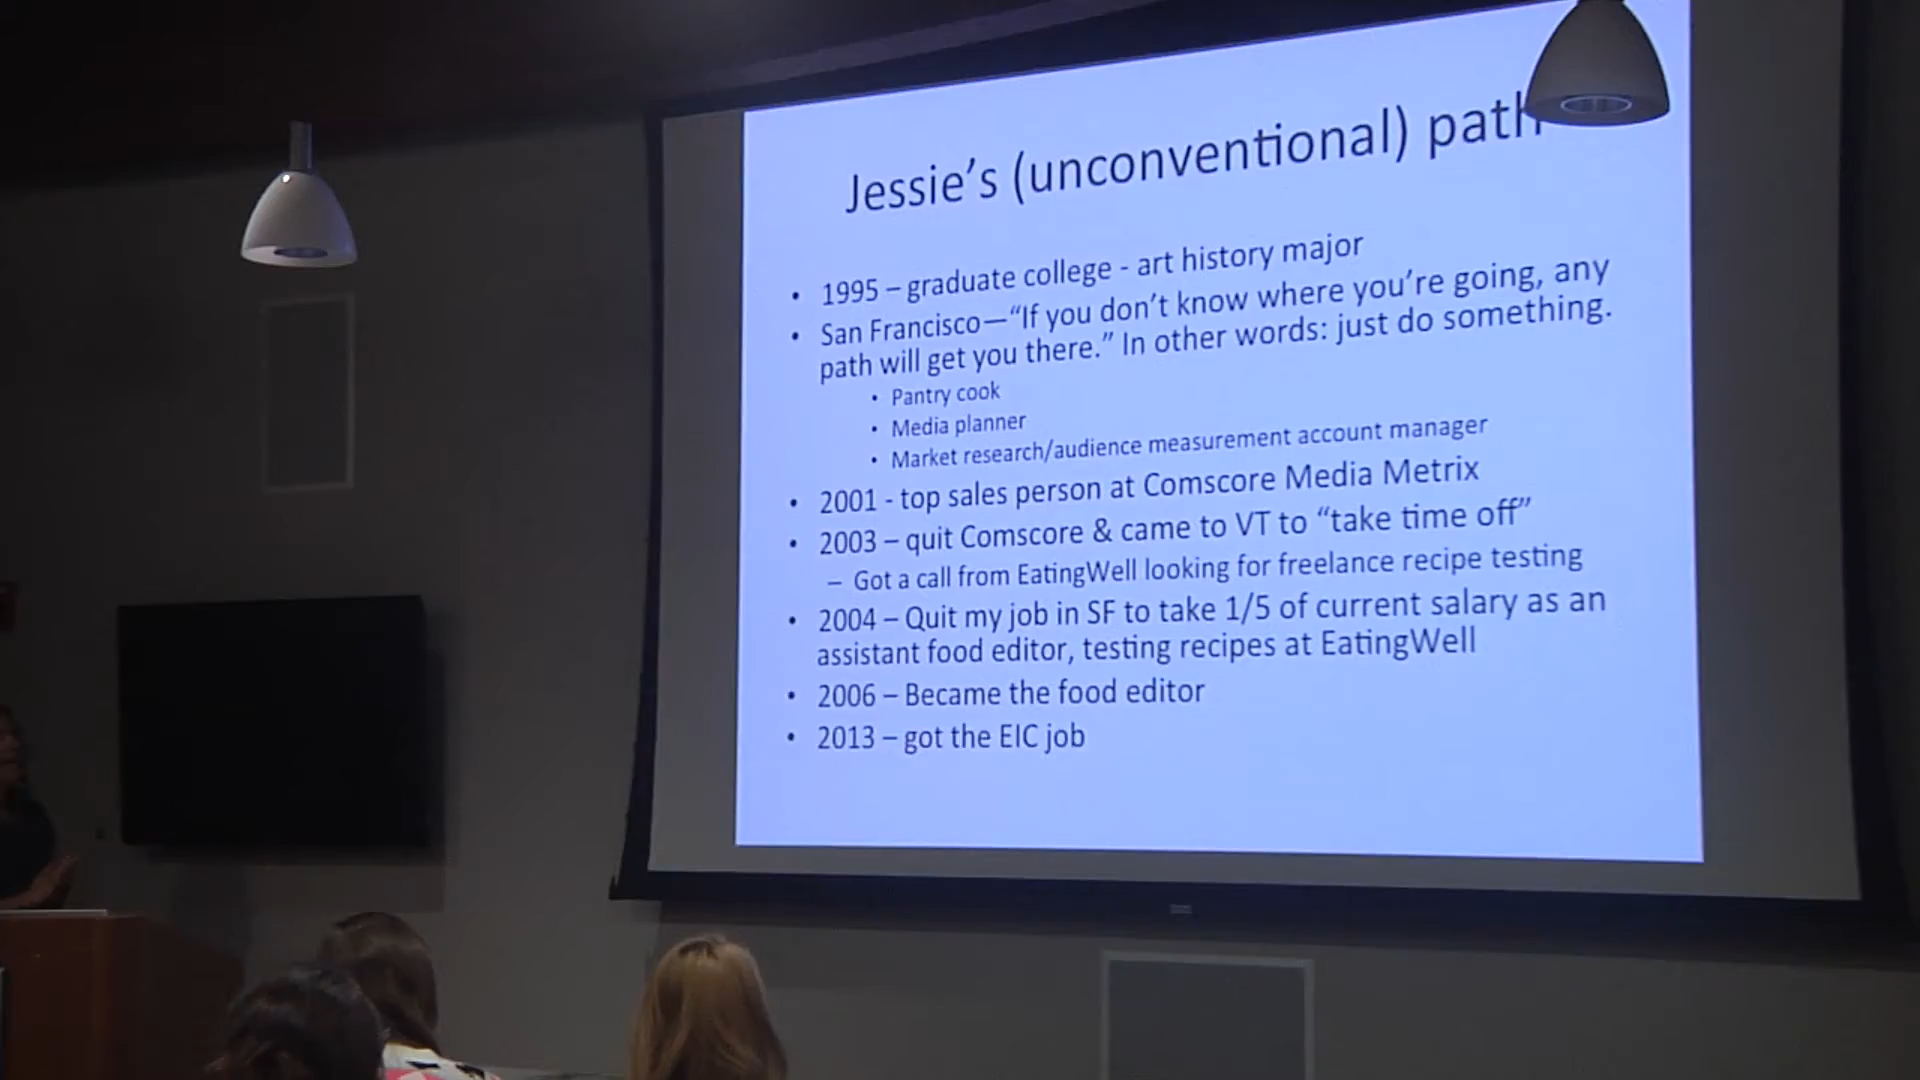 Jessie's (unconventional) path
• 1995 – graduate college - art history major
• San Francisco—“If you don't know where you're going, any
path will get you there.” In other words: just do something.
• Pantry cook
• Media planner
• Market research/audience measurement account manager
• 2001 - top sales person at Comscore Media Metrix
• 2003 – quit Comscore & came to VT to “take time off”
– Got a call from EatingWell looking for freelance recipe testing
• 2004 – Quit my job in SF to take 1/5 of current salary as an
assistant food editor, testing recipes at EatingWell
• 2006 – Became the food editor
• 2013 – got the EIC job